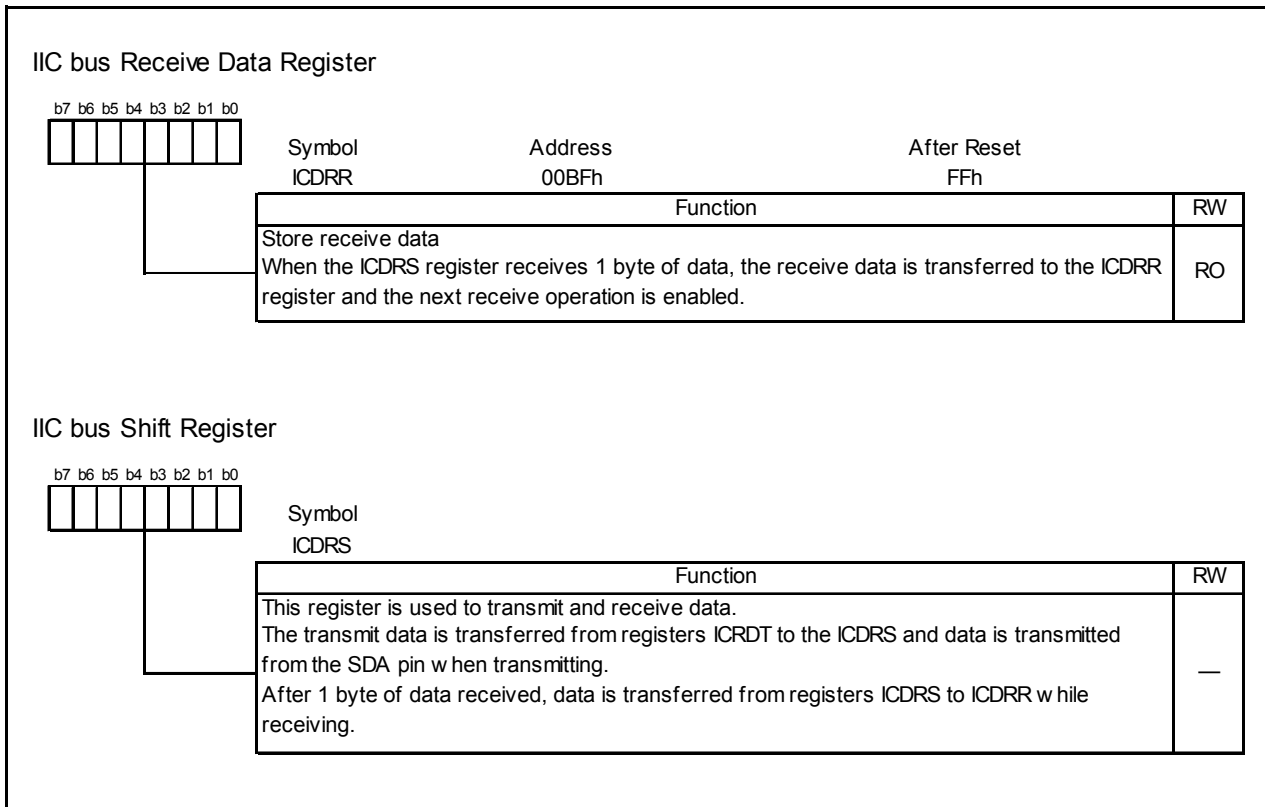 IIC bus Receive Data Register
b7 b6 b5 b4 b3 b2 b1 b0
Symbol Address After Reset
ICDRR 00BFh FFh
Function RW
Store receive data
When the ICDRS register receives 1 byte of data, the receive data is transferred to the ICDRR
register and the next receive operation is enabled.
RO
IIC bus Shift Register
b7 b6 b5 b4 b3 b2 b1 b0
Symbol
ICDRS
Function RW
This register is used to transmit and receive data.
The transmit data is transferred from registers ICRDT to the ICDRS and data is transmitted
from the SDA pin when transmitting.
After 1 byte of data received, data is transferred from registers ICDRS to ICDRR while
receiving.
—